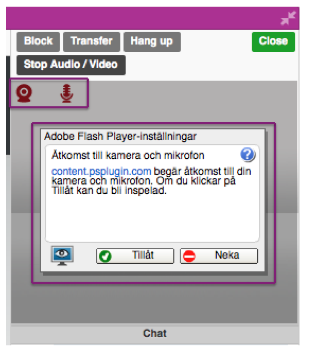 Block Transfer Hang up Close
Stop Audio / Video
Adobe Flash Player-inställningar
Åtkomst till kamera och mikrofon
content.psplugin.com begär åtkomst till din
kamera och mikrofon. Om du klickar på
Tillåt kan du bli inspelad.
Tillåt Neka
Chat